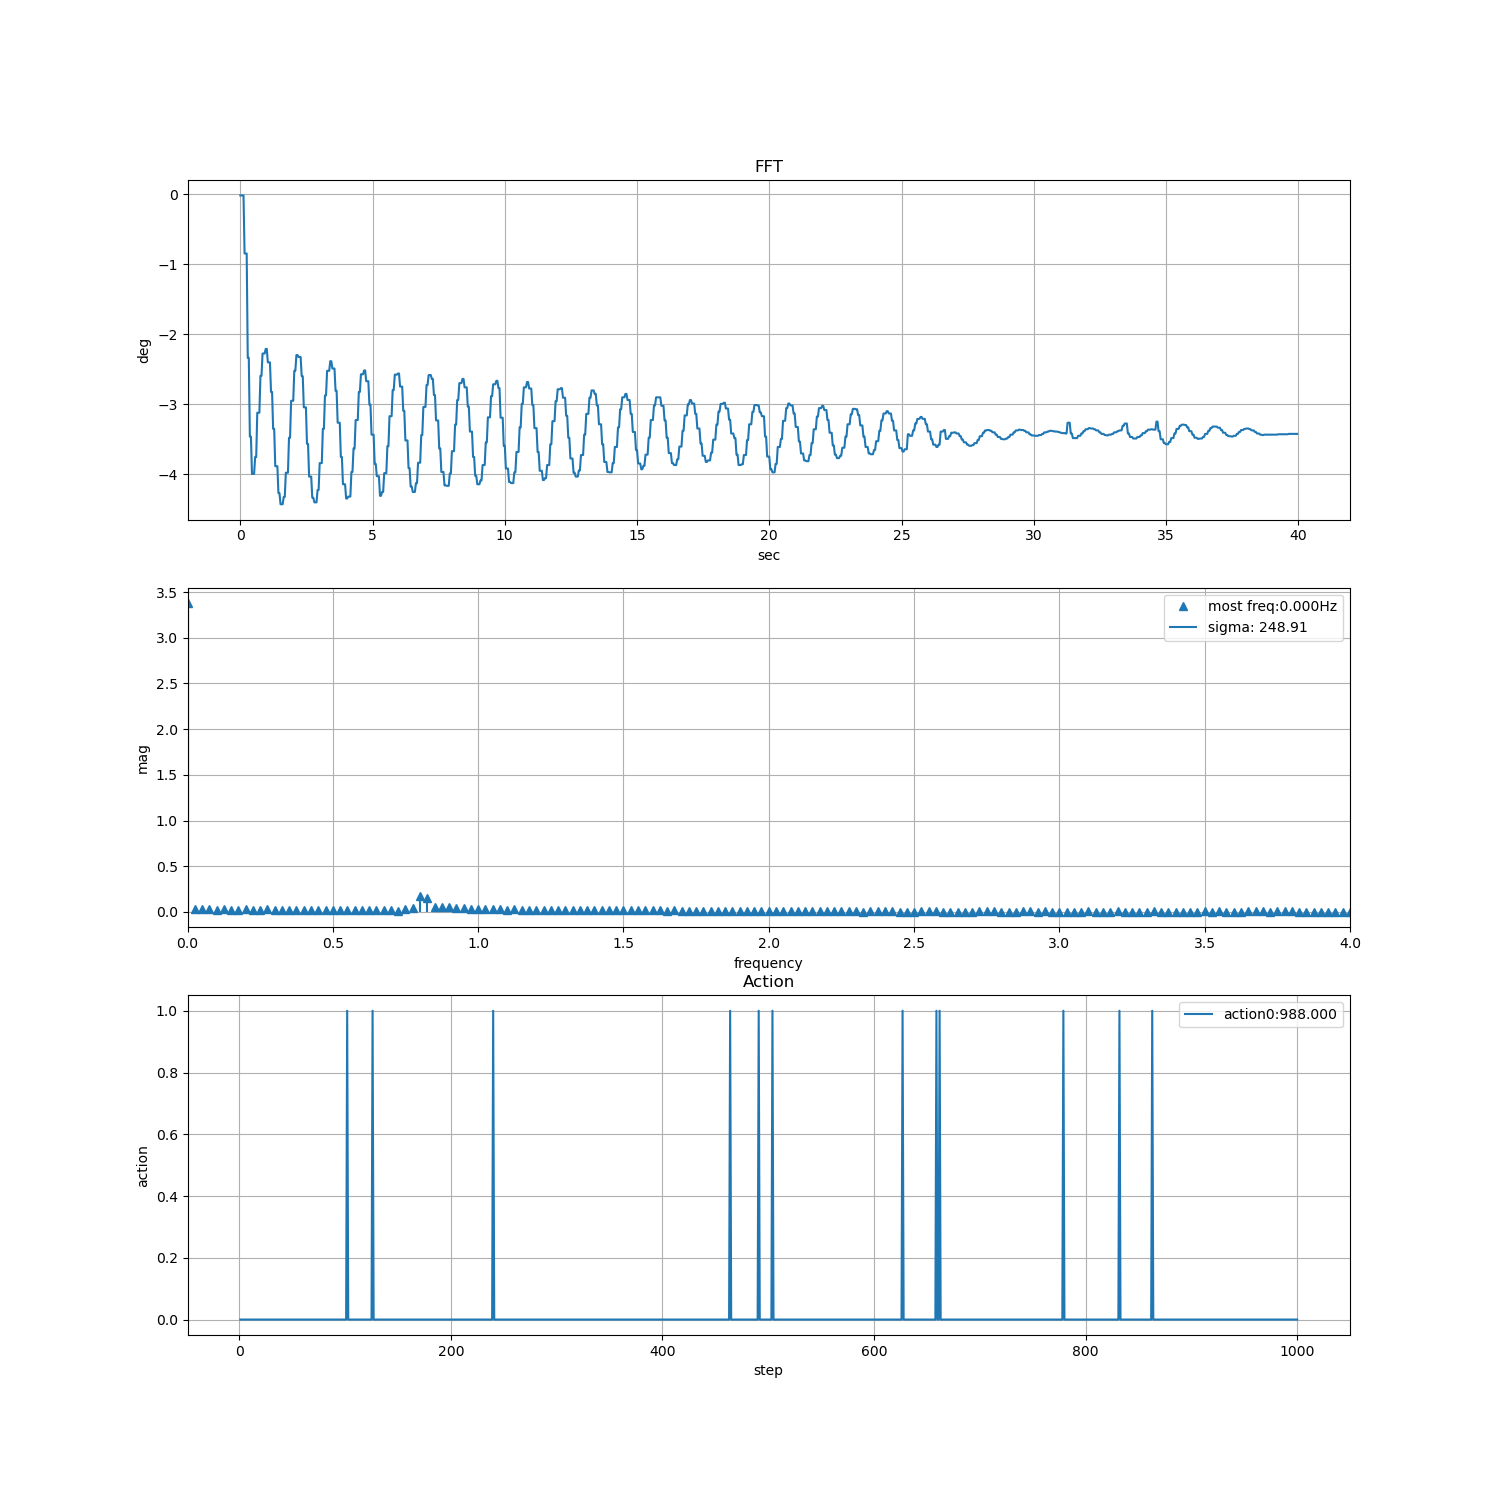 FFT
0
−1
−2
−3
−4
deg
0 5 10 15 20 25 30 35 40
sec
3.5
3.0
2.5
2.0
1.5
1.0
0.5
0.0
mag
most freq:0.000Hz
sigma: 248.91
0.0 0.5 1.0 1.5 2.0 2.5 3.0 3.5 4.0
frequency
Action
1.0
0.8
0.6
0.4
0.2
0.0
action
action0:988.000
0 200 400 600 800 1000
step